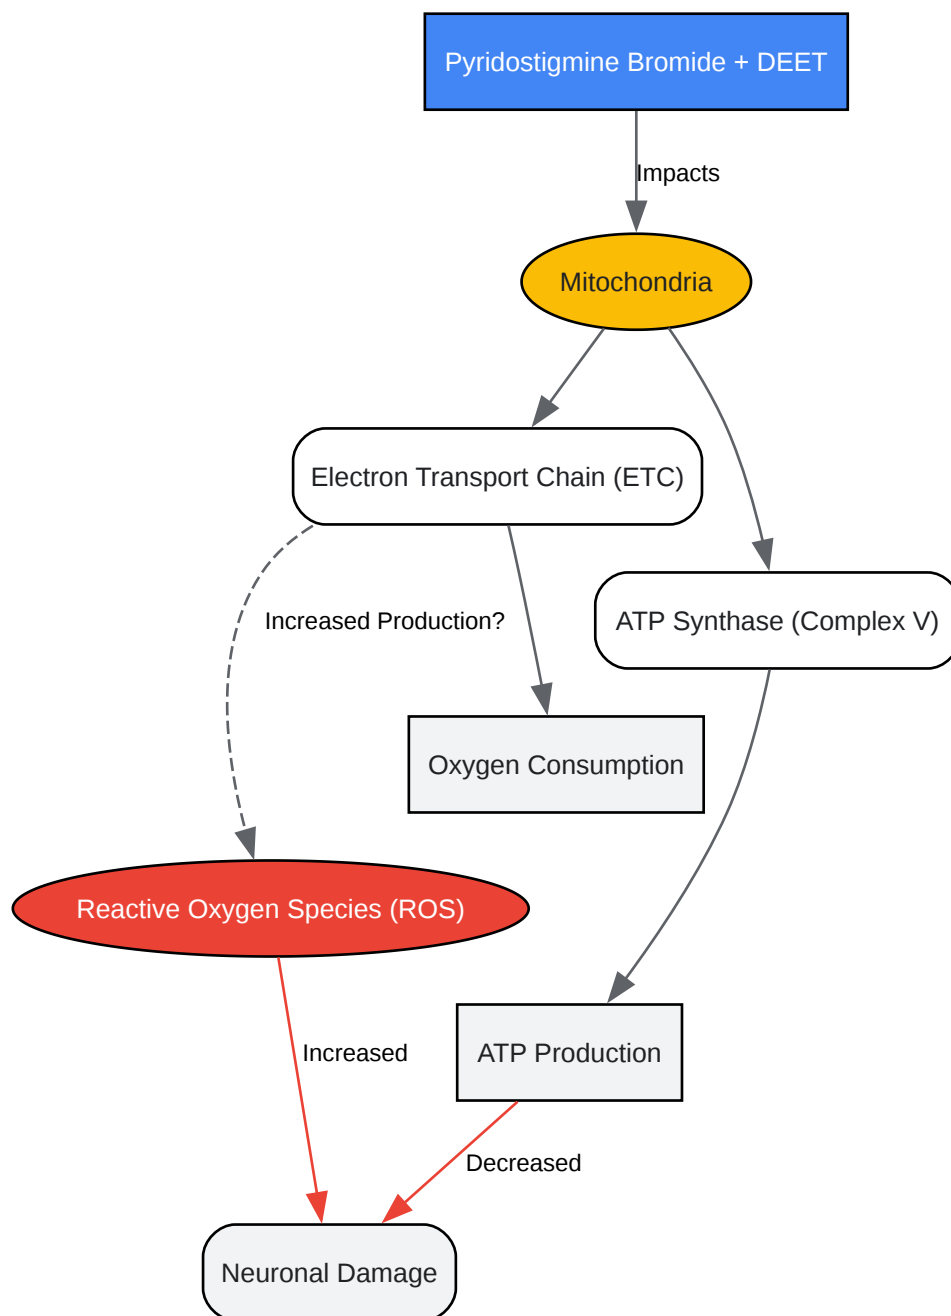 Pyridostigmine Bromide + DEET
Impacts
Mitochondria
Electron Transport Chain (ETC)
Increased Production?
ATP Synthase (Complex V)
Oxygen Consumption
Reactive Oxygen Species (ROS)
Increased
ATP Production
Decreased
Neuronal Damage